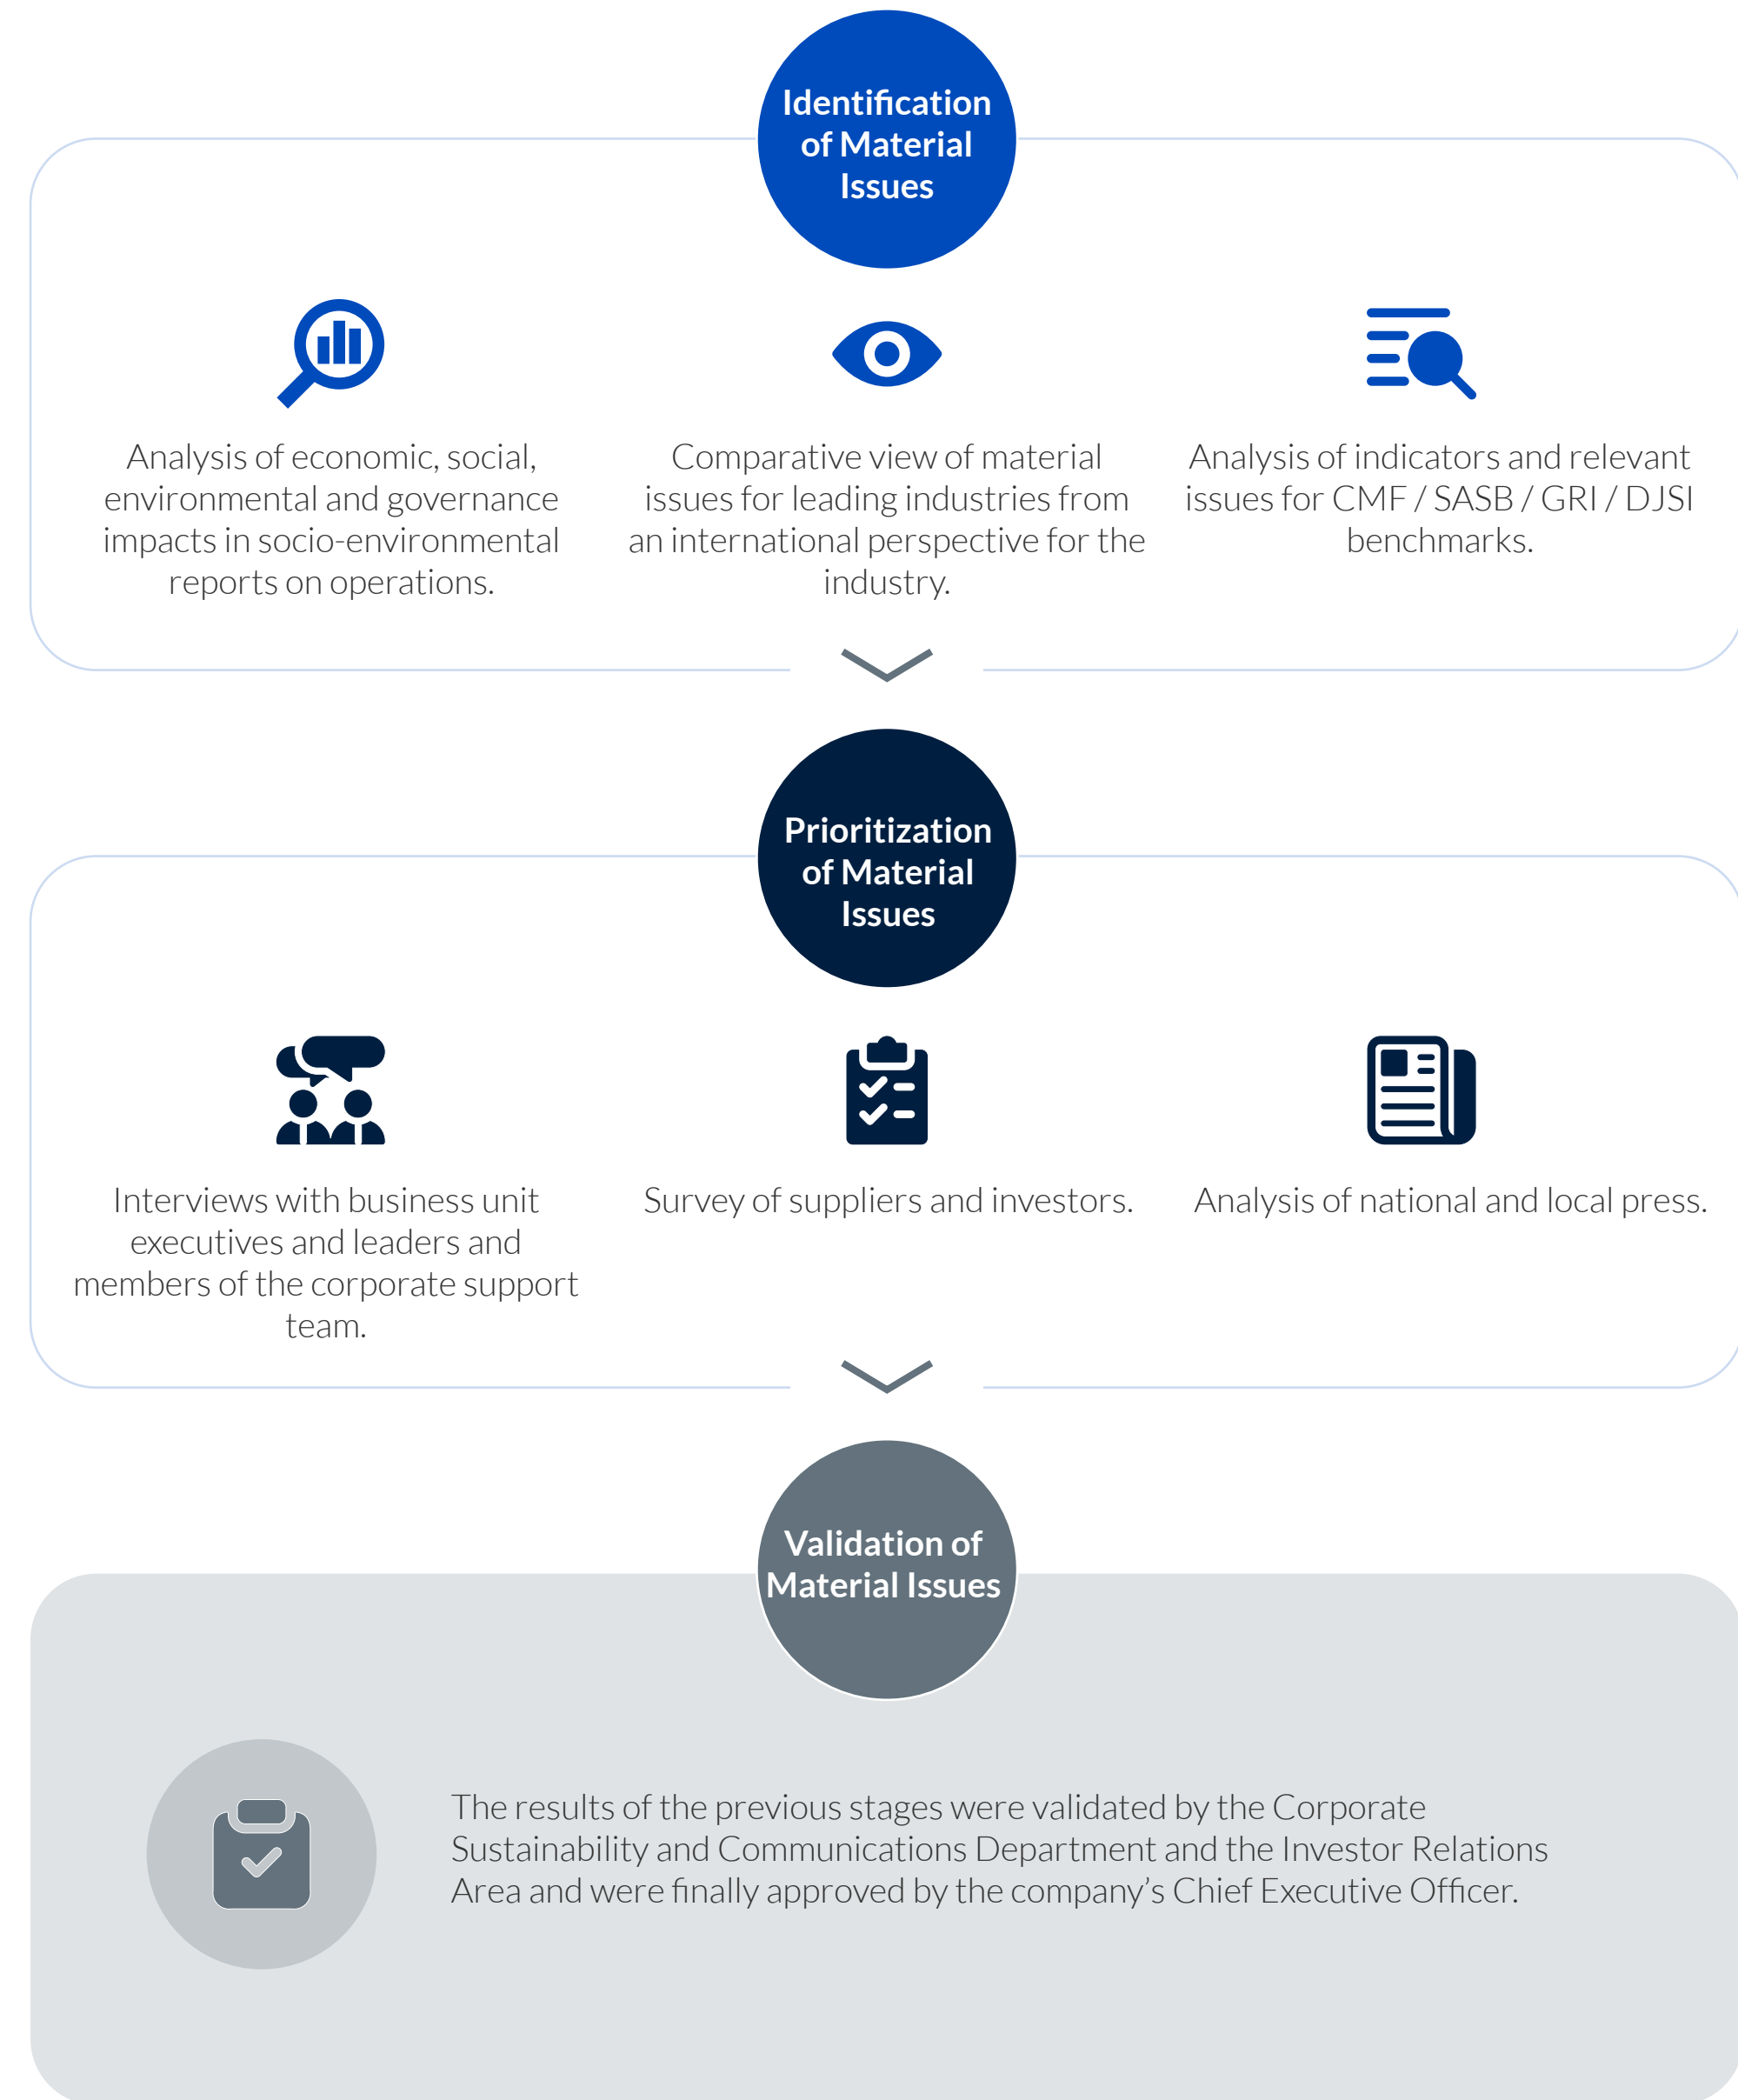 Identification
of Material
Issues
Analysis of economic, social,
environmental and governance
impacts in socio-environmental
reports on operations.
Comparative view of material
issues for leading industries from
an international perspective for the
industry.
Analysis of indicators and relevant
issues for CMF / SASB / GRI / DJSI
benchmarks.
Prioritization
of Material
Issues
Interviews with business unit
executives and leaders and
members of the corporate support
team.
Survey of suppliers and investors.
Analysis of national and local press.
Validation of
Material Issues
The results of the previous stages were validated by the Corporate
Sustainability and Communications Department and the Investor Relations
Area and were finally approved by the company’s Chief Executive Officer.